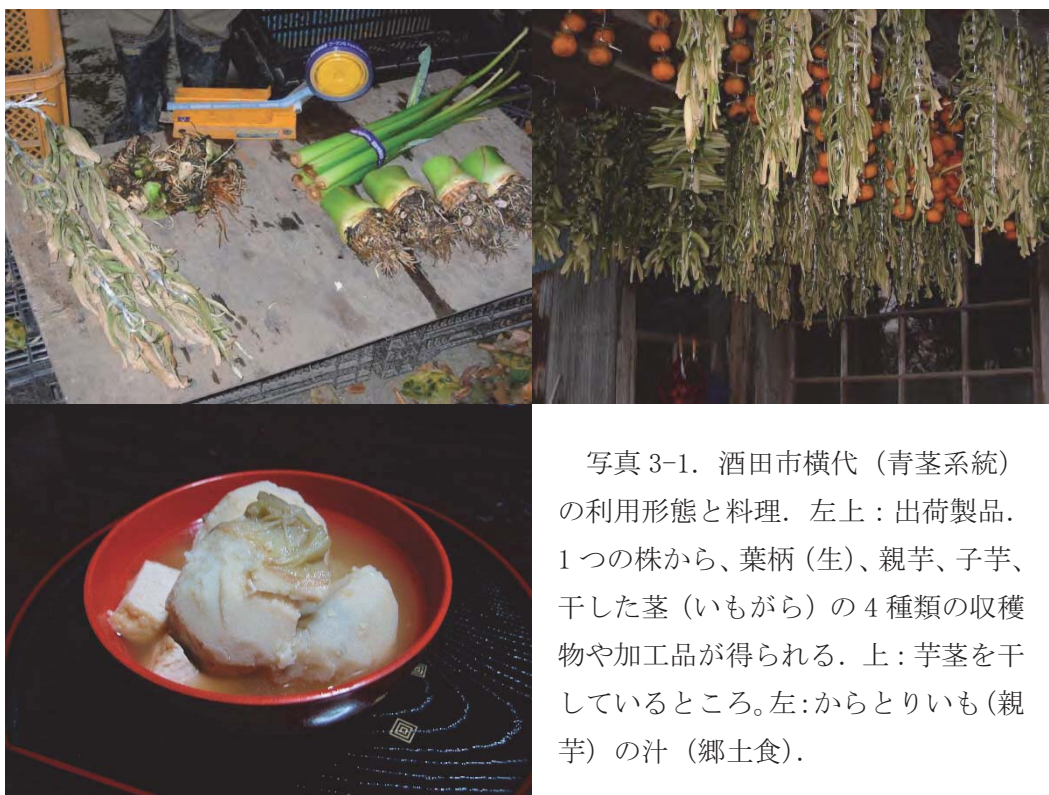 写真 3-1. 酒田市横代（青茎系統）
の利用形態と料理. 左上：出荷製品.
1 つの株から、葉柄（生）、親芋、子芋、
干した茎（いもがら）の 4 種類の収穫
物や加工品が得られる. 上：芋茎を干
しているところ。左：からとりいも（親
芋）の汁（郷土食）.